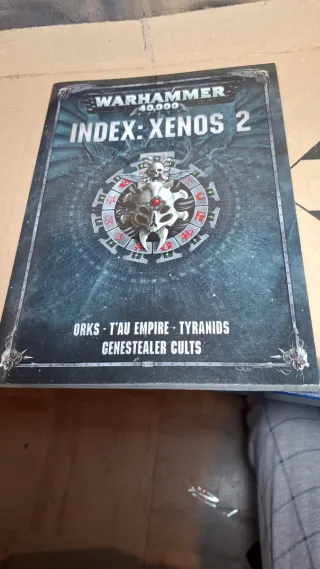 WARHAMMER
40,000
INDEX: XENOS 2
ORKS · T'AU EMPIRE · TYRANIDS
GENESTEALER CULTS